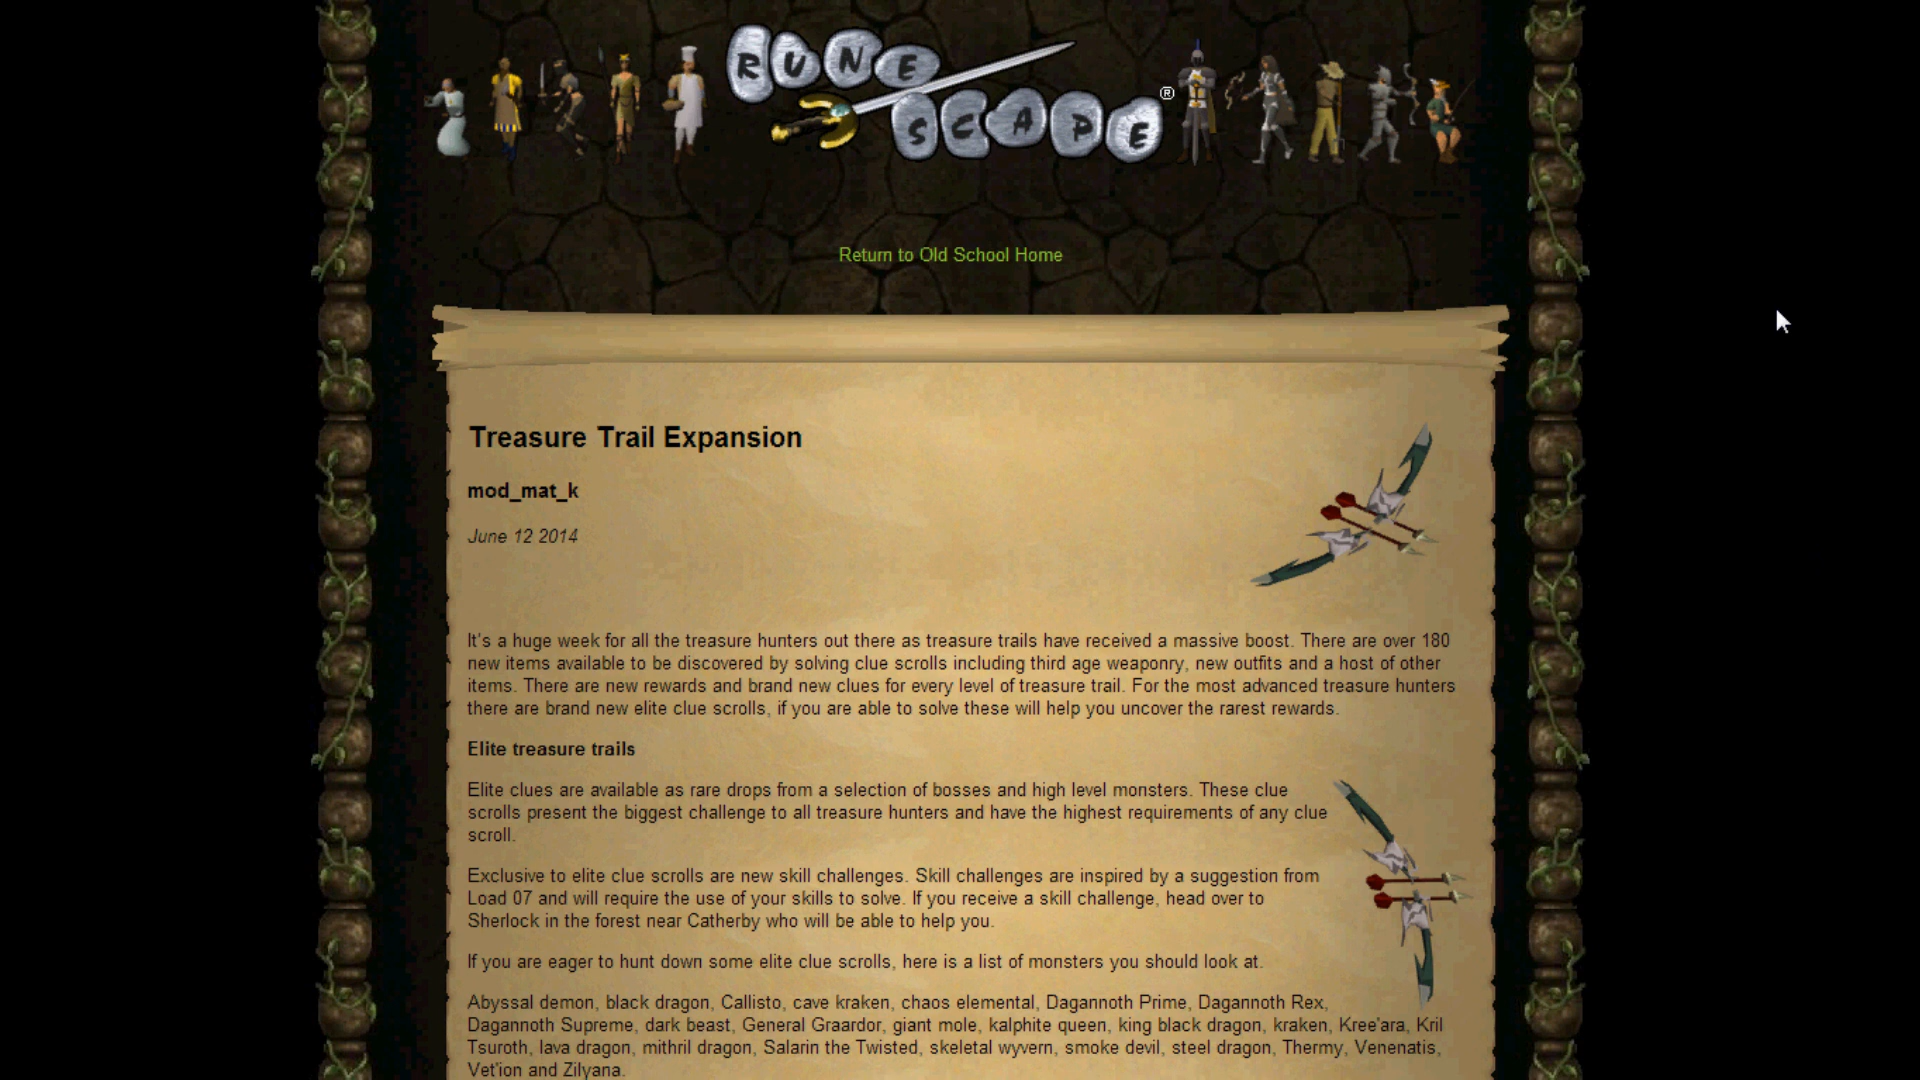 RUNE
SCAPE®
Return to Old School Home
Treasure Trail Expansion
mod_mat_k
June 12 2014
It's a huge week for all the treasure hunters out there as treasure trails have received a massive boost. There are over 180
new items available to be discovered by solving clue scrolls including third age weaponry, new outfits and a host of other
items. There are new rewards and brand new clues for every level of treasure trail. For the most advanced treasure hunters
there are brand new elite clue scrolls, if you are able to solve these will help you uncover the rarest rewards.
Elite treasure trails
Elite clues are available as rare drops from a selection of bosses and high level monsters. These clue
scrolls present the biggest challenge to all treasure hunters and have the highest requirements of any clue
scroll.
Exclusive to elite clue scrolls are new skill challenges. Skill challenges are inspired by a suggestion from
Load 07 and will require the use of your skills to solve. If you receive a skill challenge, head over to
Sherlock in the forest near Catherby who will be able to help you.
If you are eager to hunt down some elite clue scrolls, here is a list of monsters you should look at.
Abyssal demon, black dragon, Callisto, cave kraken, chaos elemental, Dagannoth Prime, Dagannoth Rex,
Dagannoth Supreme, dark beast, General Graardor, giant mole, kalphite queen, king black dragon, kraken, Kree'ara, Kril
Tsuroth, lava dragon, mithril dragon, Salarin the Twisted, skeletal wyvern, smoke devil, steel dragon, Thermy, Venenatis,
Vet'ion and Zilyana.